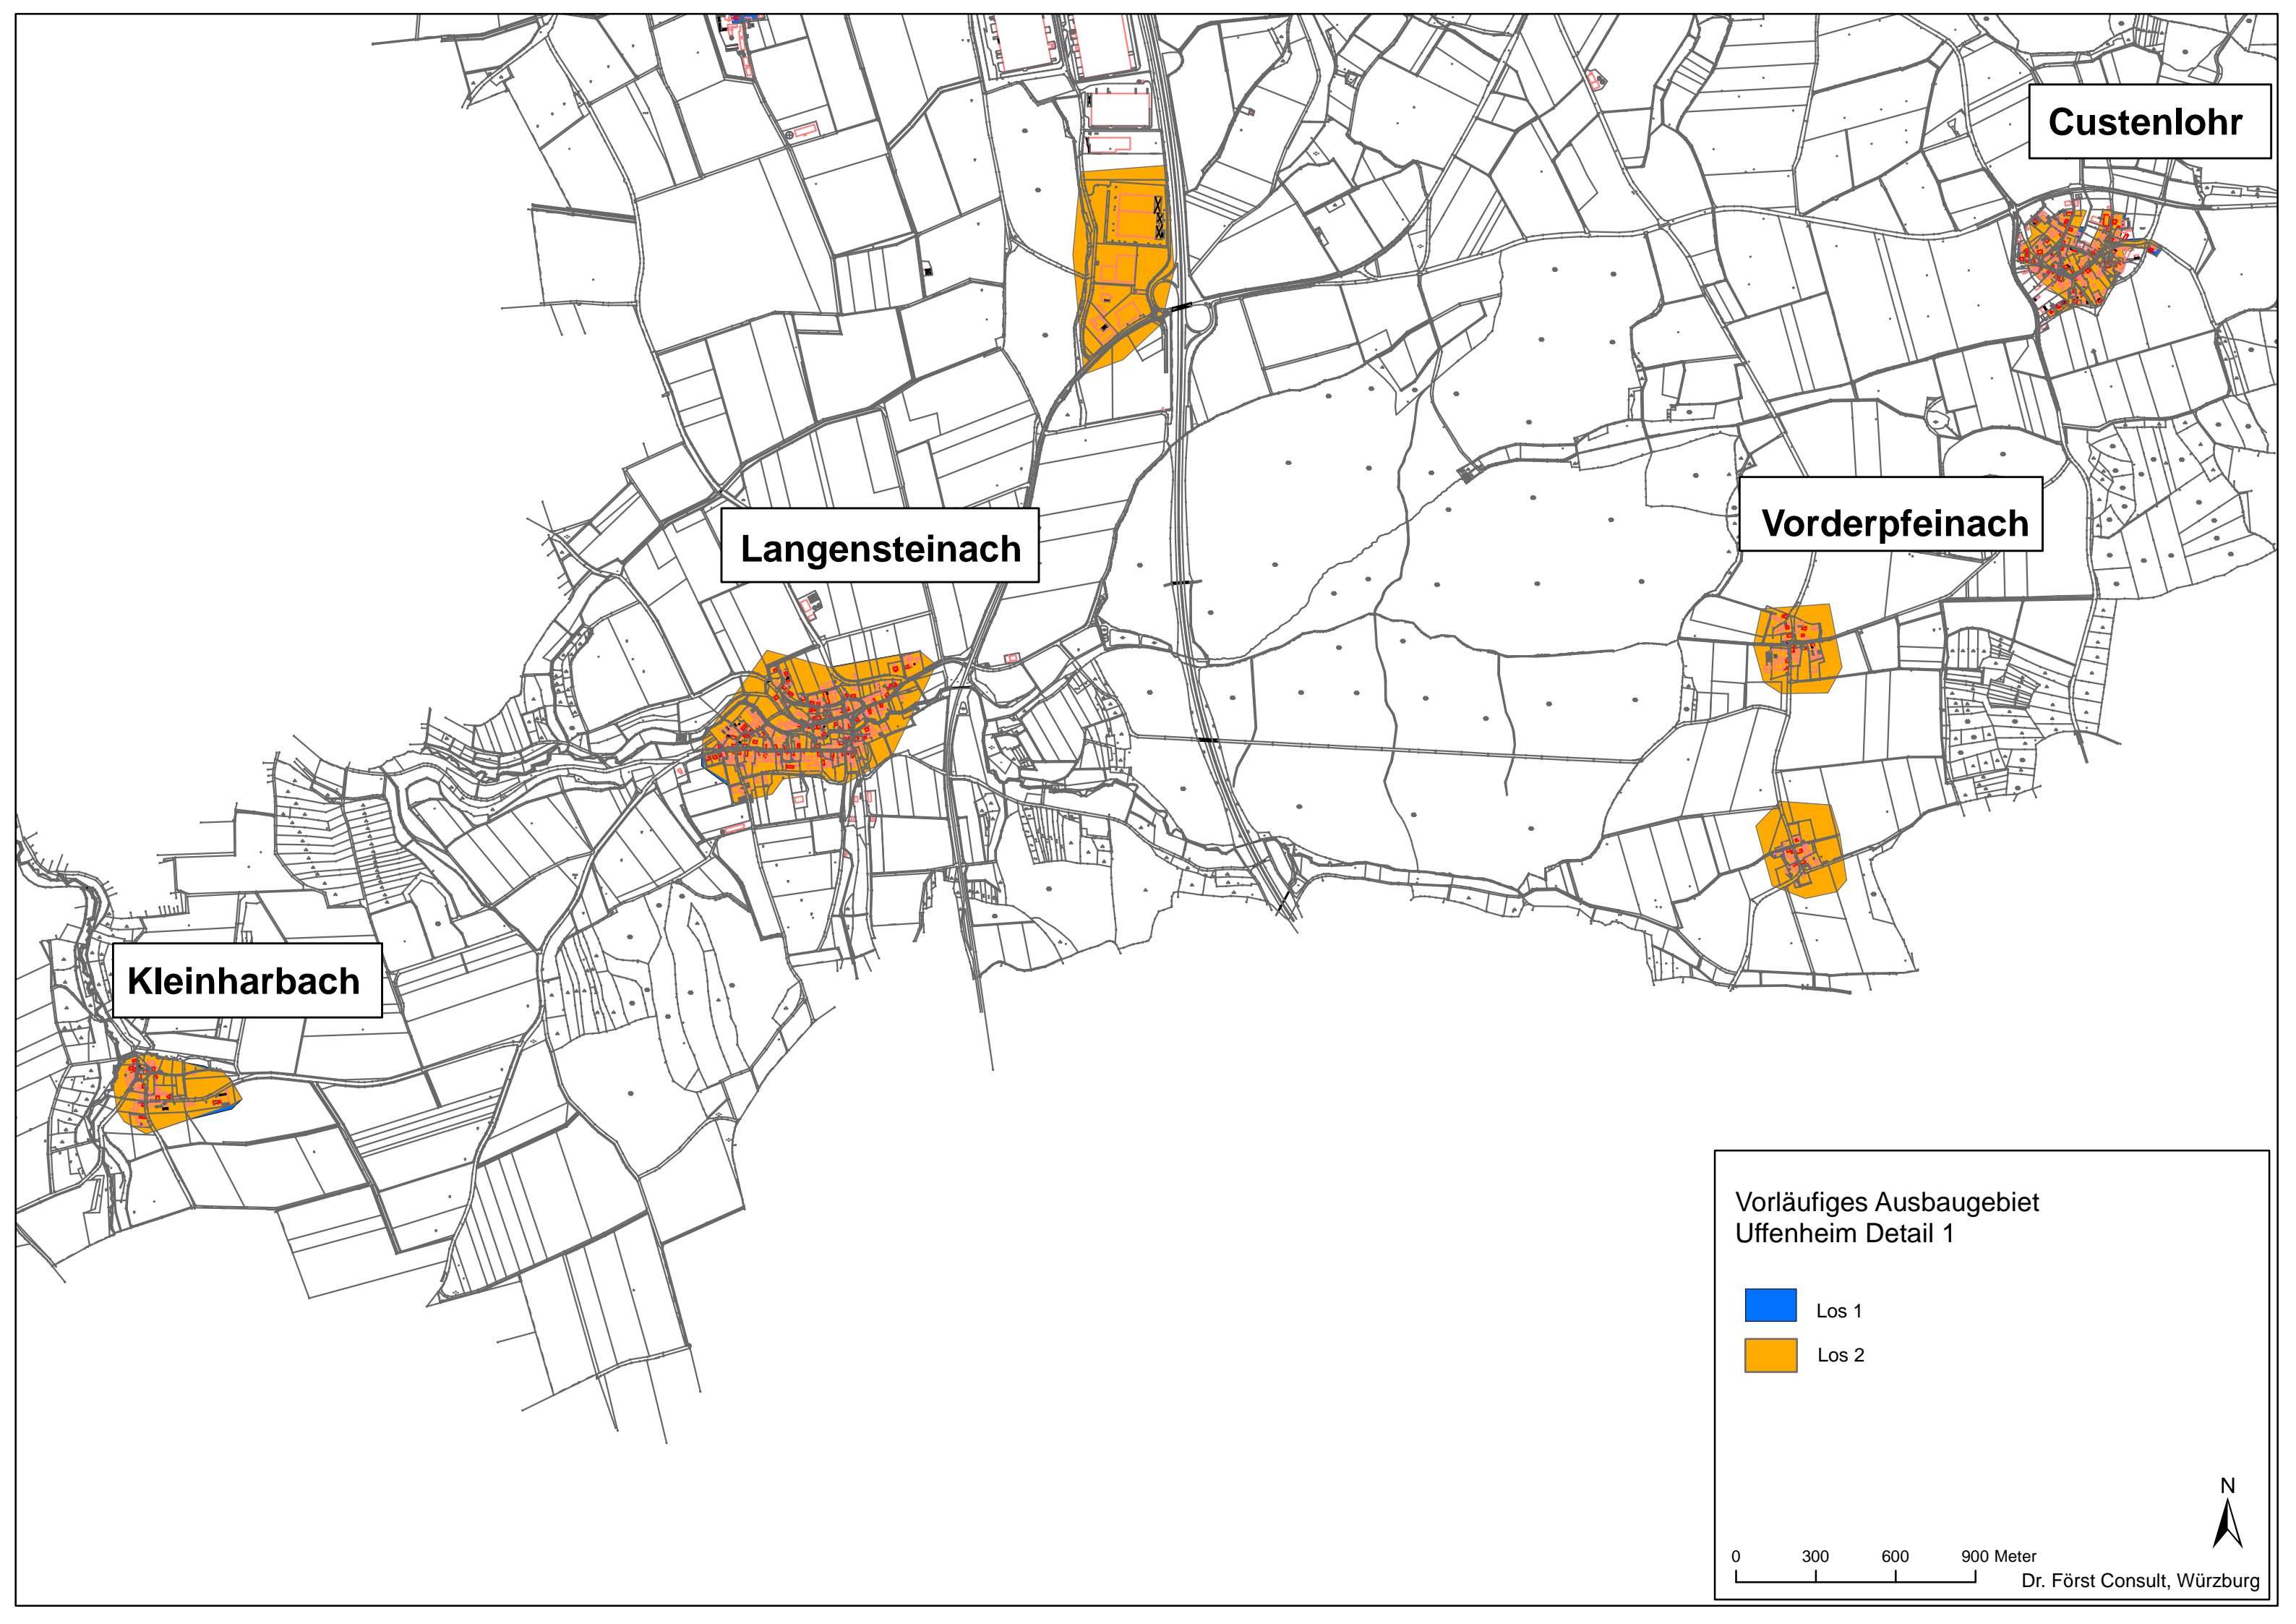 Custenlohr
Vorderpfeinach
Langensteinach
Kleinharbach
Vorläufiges Ausbaugebiet
Uffenheim Detail 1
Los 1
Los 2
N
0 300 600 900 Meter
Dr. Först Consult, Würzburg